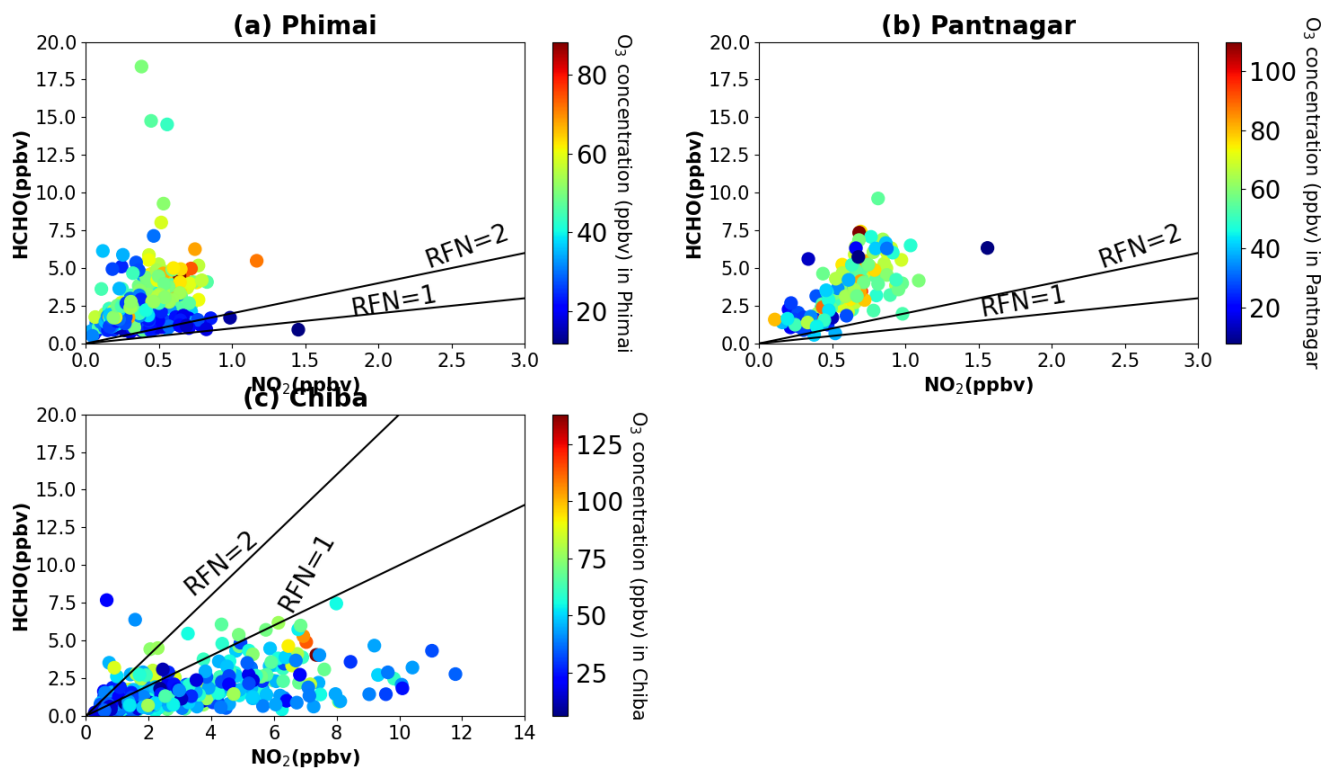 (a) Phimai
20.0
17.5
15.0
12.5
10.0
7.5
5.0
2.5
0.0
HCHO(ppbv)
RFN=2
RFN=1
0.0 0.5 1.0 1.5 2.0 2.5 3.0
NO₂(ppbv)
80
60
40
20
O₃ concentration (ppbv) in Phimai
(b) Pantnagar
20.0
17.5
15.0
12.5
10.0
7.5
5.0
2.5
0.0
HCHO(ppbv)
RFN=2
RFN=1
0.0 0.5 1.0 1.5 2.0 2.5 3.0
NO₂(ppbv)
100
80
60
40
20
O₃ concentration (ppbv) in Pantnagar
(c) Chiba
20.0
17.5
15.0
12.5
10.0
7.5
5.0
2.5
0.0
HCHO(ppbv)
RFN=2
RFN=1
0 2 4 6 8 10 12 14
NO₂(ppbv)
125
100
75
50
25
O₃ concentration (ppbv) in Chiba